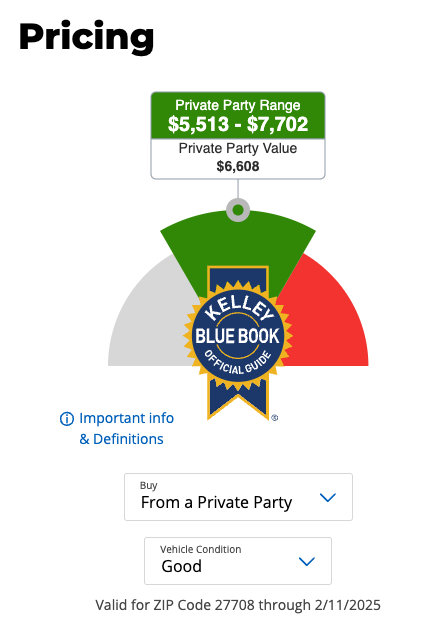 Pricing
Private Party Range
$5,513 - $7,702
Private Party Value
$6,608
KELLEY
BLUE BOOK
OFFICIAL GUIDE
®
Important info
& Definitions
Buy
From a Private Party
Vehicle Condition
Good
Valid for ZIP Code 27708 through 2/11/2025